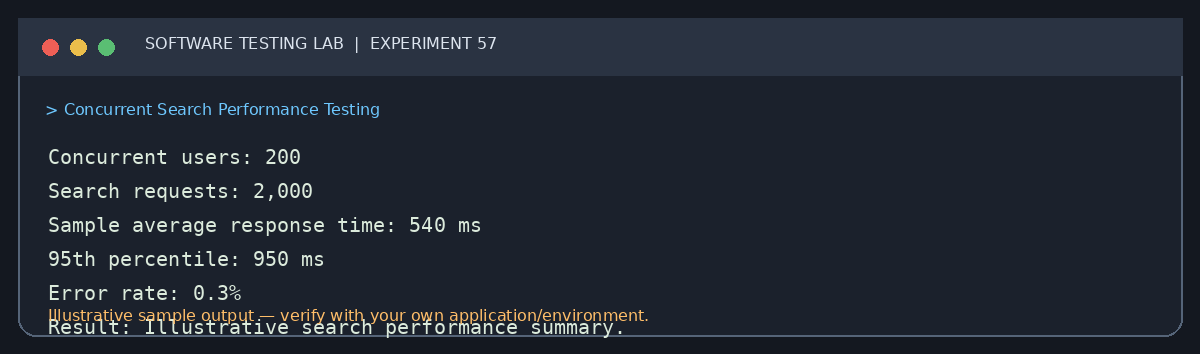 SOFTWARE TESTING LAB | EXPERIMENT 57
> Concurrent Search Performance Testing
Concurrent users: 200
Search requests: 2,000
Sample average response time: 540 ms
95th percentile: 950 ms
Error rate: 0.3%
Illustrative sample output — verify with your own application/environment.
Result: Illustrative search performance summary.